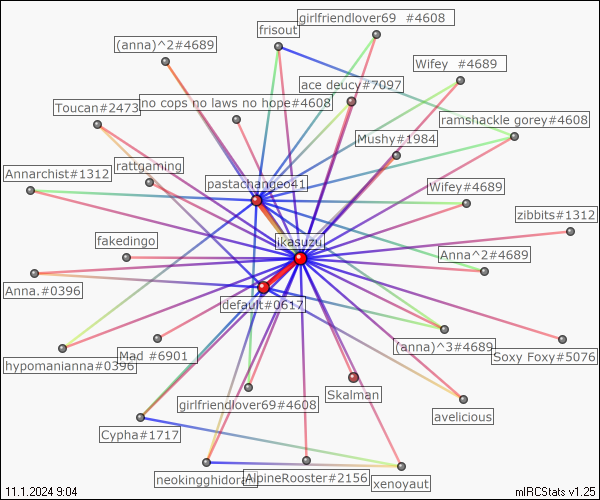 girlfriendlover69 #4608
frisout
(anna)^2#4689
Wifey #4689
ace deucy#7097
Toucan#2473
no cops no laws no hope#4608
ramshackle gorey#4608
Mushy#1984
rattgaming
Annarchist#1312
pastachangeo41
Wifey#4689
zibbits#1312
fakedingo
ikasuzu
Anna^2#4689
Anna.#0396
default#0617
(anna)^3#4689
Mad #6901
Soxy Foxy#5076
hypomanianna#0396
girlfriendlover69#4608
Skalman
avelicious
Cypha#1717
neokingghidora
AlpineRooster#2156
xenoyaut
11.1.2024 9:04
mIRCStats v1.25